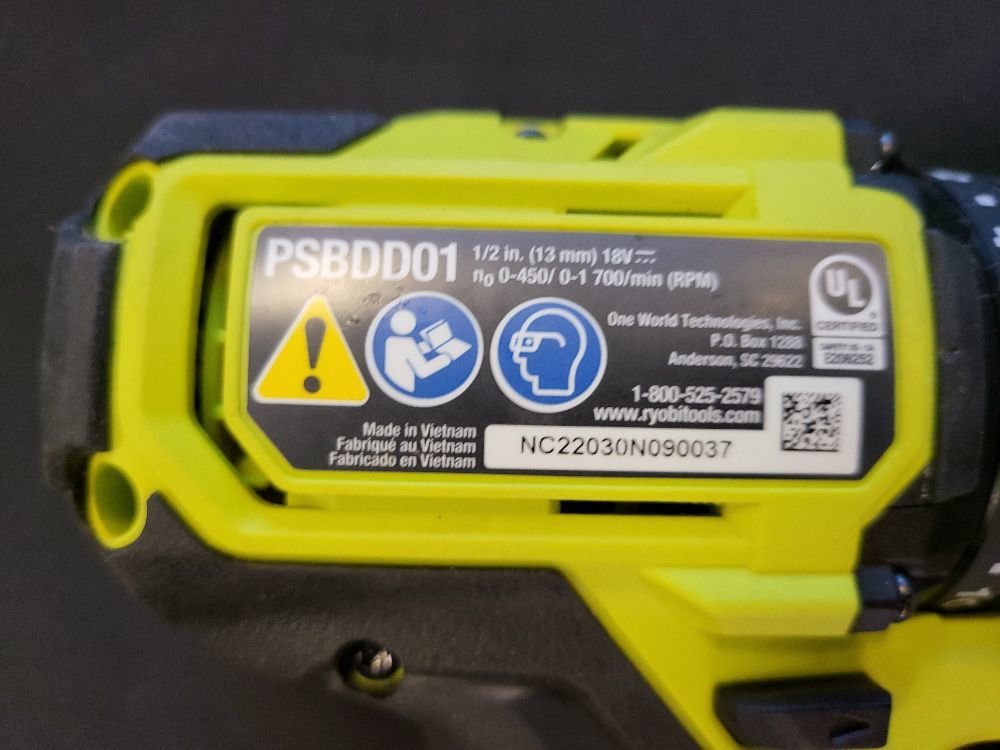 PSBDD01
1/2 in. (13 mm) 18V⎓
n₀ 0-450/ 0-1 700/min (RPM)
UL
CERTIFIED
One World Technologies, Inc.
P.O. Box 1288
Anderson, SC 29622
1-800-525-2579
www.ryobitools.com
Made in Vietnam
Fabriqué au Vietnam
Fabricado en Vietnam
NC22030N090037